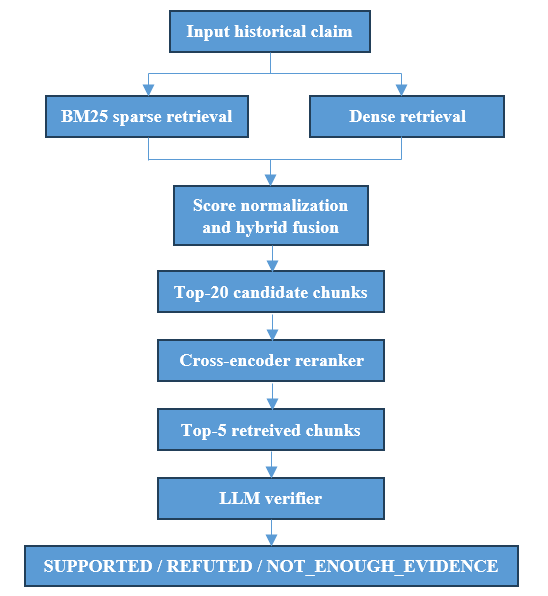 Input historical claim
BM25 sparse retrieval
Dense retrieval
Score normalization
and hybrid fusion
Top-20 candidate chunks
Cross-encoder reranker
Top-5 retreived chunks
LLM verifier
SUPPORTED / REFUTED / NOT_ENOUGH_EVIDENCE